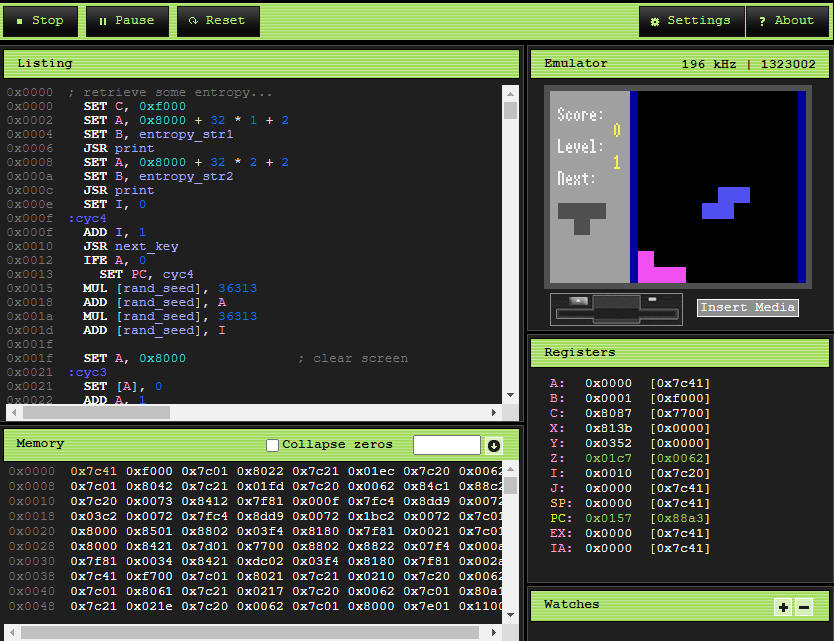 Stop Pause Reset Settings ? About
Listing
0x0000 ; retrieve some entropy...
0x0000 SET C, 0xf000
0x0002 SET A, 0x8000 + 32 * 1 + 2
0x0004 SET B, entropy_str1
0x0006 JSR print
0x0008 SET A, 0x8000 + 32 * 2 + 2
0x000a SET B, entropy_str2
0x000c JSR print
0x000e SET I, 0
0x000f :cyc4
0x000f ADD I, 1
0x0010 JSR next_key
0x0012 IFE A, 0
0x0013 SET PC, cyc4
0x0015 MUL [rand_seed], 36313
0x0018 ADD [rand_seed], A
0x001a MUL [rand_seed], 36313
0x001d ADD [rand_seed], I
0x001f
0x001f SET A, 0x8000 ; clear screen
0x0021 :cyc3
0x0021 SET [A], 0
0x0022 ADD A, 1
Emulator 196 kHz | 1323002
Score:
0
Level:
1
Next:
Insert Media
Registers
A: 0x0000 [0x7c41]
B: 0x0001 [0xf000]
C: 0x8087 [0x7700]
X: 0x813b [0x0000]
Y: 0x0352 [0x0000]
Z: 0x01c7 [0x0062]
I: 0x0010 [0x7c20]
J: 0x0000 [0x7c41]
SP: 0x0000 [0x7c41]
PC: 0x0157 [0x88a3]
EX: 0x0000 [0x7c41]
IA: 0x0000 [0x7c41]
Memory Collapse zeros
0x0000 0x7c41 0xf000 0x7c01 0x8022 0x7c21 0x01ec 0x7c20 0x0062
0x0008 0x7c01 0x8042 0x7c21 0x01fd 0x7c20 0x0062 0x84c1 0x88c2
0x0010 0x7c20 0x0073 0x8412 0x7f81 0x000f 0x7fc4 0x8dd9 0x0072
0x0018 0x03c2 0x0072 0x7fc4 0x8dd9 0x0072 0x1bc2 0x0072 0x7c01
0x0020 0x8000 0x8501 0x8802 0x03f4 0x8180 0x7f81 0x0021 0x7c01
0x0028 0x8000 0x8421 0x7d01 0x7700 0x8802 0x8822 0x07f4 0x000a
0x0030 0x7f81 0x0034 0x8421 0xdc02 0x03f4 0x8180 0x7f81 0x002a
0x0038 0x7c41 0xf700 0x7c01 0x8021 0x7c21 0x0210 0x7c20 0x0062
0x0040 0x7c01 0x8061 0x7c21 0x0217 0x7c20 0x0062 0x7c01 0x80a1
0x0048 0x7c21 0x021e 0x7c20 0x0062 0x7c01 0x8000 0x7e01 0x1100
Watches + −